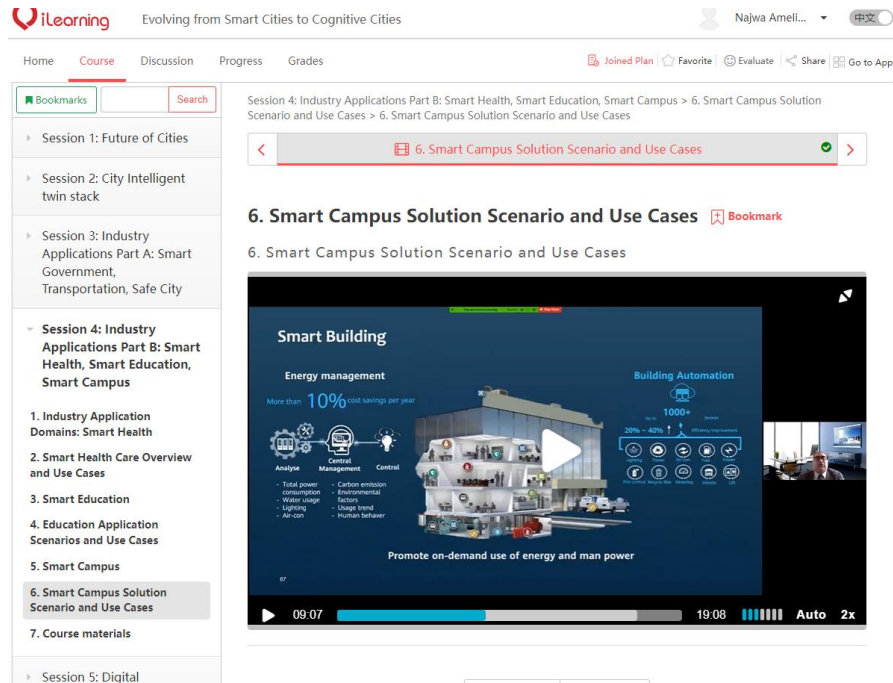 iLearning
Evolving from Smart Cities to Cognitive Cities
Najwa Ameli...
中文
Home
Course
Discussion
Progress
Grades
Joined Plan
Favorite
Evaluate
Share
Go to App
Bookmarks
Search
Session 1: Future of Cities
Session 2: City Intelligent
twin stack
Session 3: Industry
Applications Part A: Smart
Government,
Transportation, Safe City
Session 4: Industry
Applications Part B: Smart
Health, Smart Education,
Smart Campus
1. Industry Application
Domains: Smart Health
2. Smart Health Care Overview
and Use Cases
3. Smart Education
4. Education Application
Scenarios and Use Cases
5. Smart Campus
6. Smart Campus Solution
Scenario and Use Cases
7. Course materials
Session 5: Digital
Session 4: Industry Applications Part B: Smart Health, Smart Education, Smart Campus > 6. Smart Campus Solution
Scenario and Use Cases > 6. Smart Campus Solution Scenario and Use Cases
6. Smart Campus Solution Scenario and Use Cases
6. Smart Campus Solution Scenario and Use Cases
Bookmark
6. Smart Campus Solution Scenario and Use Cases
Smart Building
Energy management
More than 10% cost savings per year
Analyse
Central
Management
Control
- Total power
consumption
- Water usage
- Lighting
- Air-con
- Carbon emission
- Environmental
factors
- Usage trend
- Human behaver
Building Automation
Up to 1000+
20% ~ 40%
Efficiency improvement
Promote on-demand use of energy and man power
67
09:07
19:08
Auto
2x